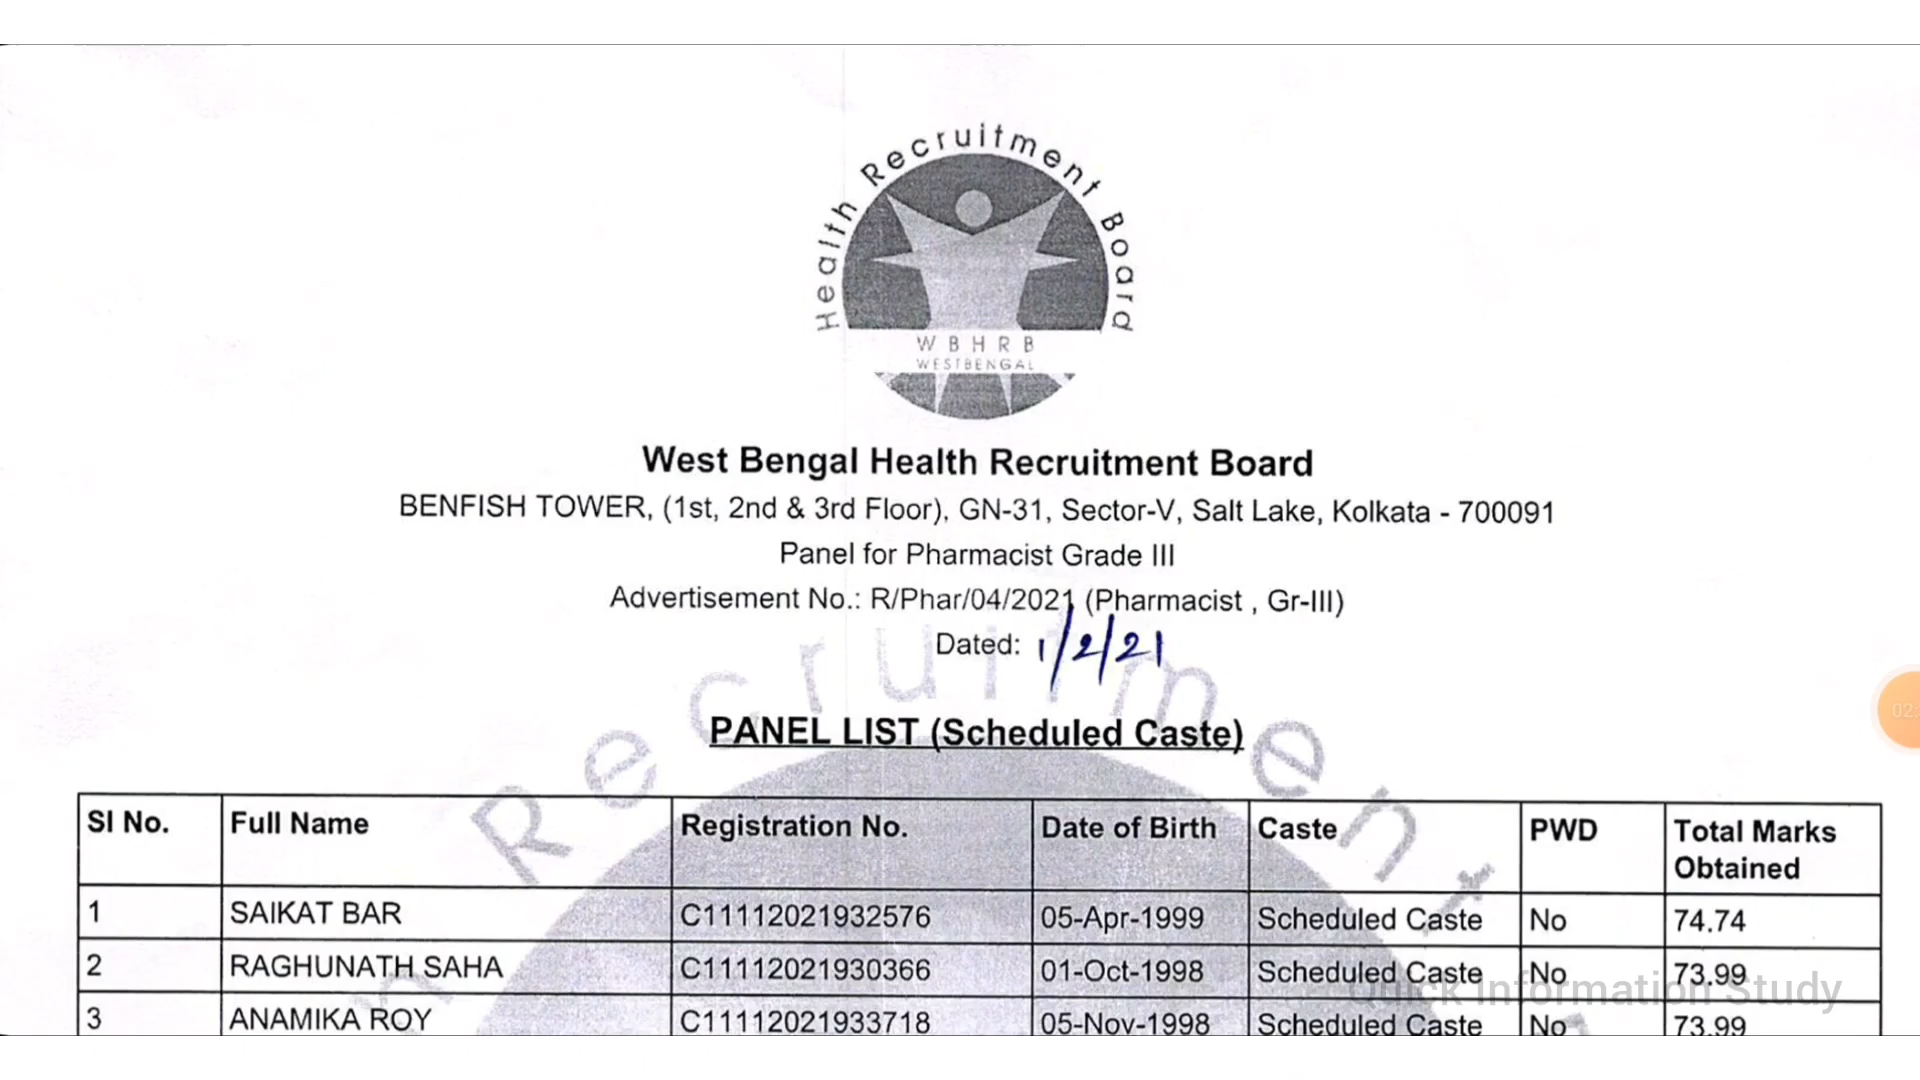 Health Recruitment Board
W B H R B
WESTBENGAL
West Bengal Health Recruitment Board
BENFISH TOWER, (1st, 2nd & 3rd Floor), GN-31, Sector-V, Salt Lake, Kolkata - 700091
Panel for Pharmacist Grade III
Advertisement No.: R/Phar/04/2021 (Pharmacist , Gr-III)
Dated: 1/2/21
Recruitment
PANEL LIST (Scheduled Caste)
Sl No. Full Name Registration No. Date of Birth Caste PWD Total Marks Obtained
1 SAIKAT BAR C11112021932576 05-Apr-1999 Scheduled Caste No 74.74
2 RAGHUNATH SAHA C11112021930366 01-Oct-1998 Scheduled Caste No 73.99
3 ANAMIKA ROY C11112021933718 05-Nov-1998 Scheduled Caste No 73.99
Quick Information Study